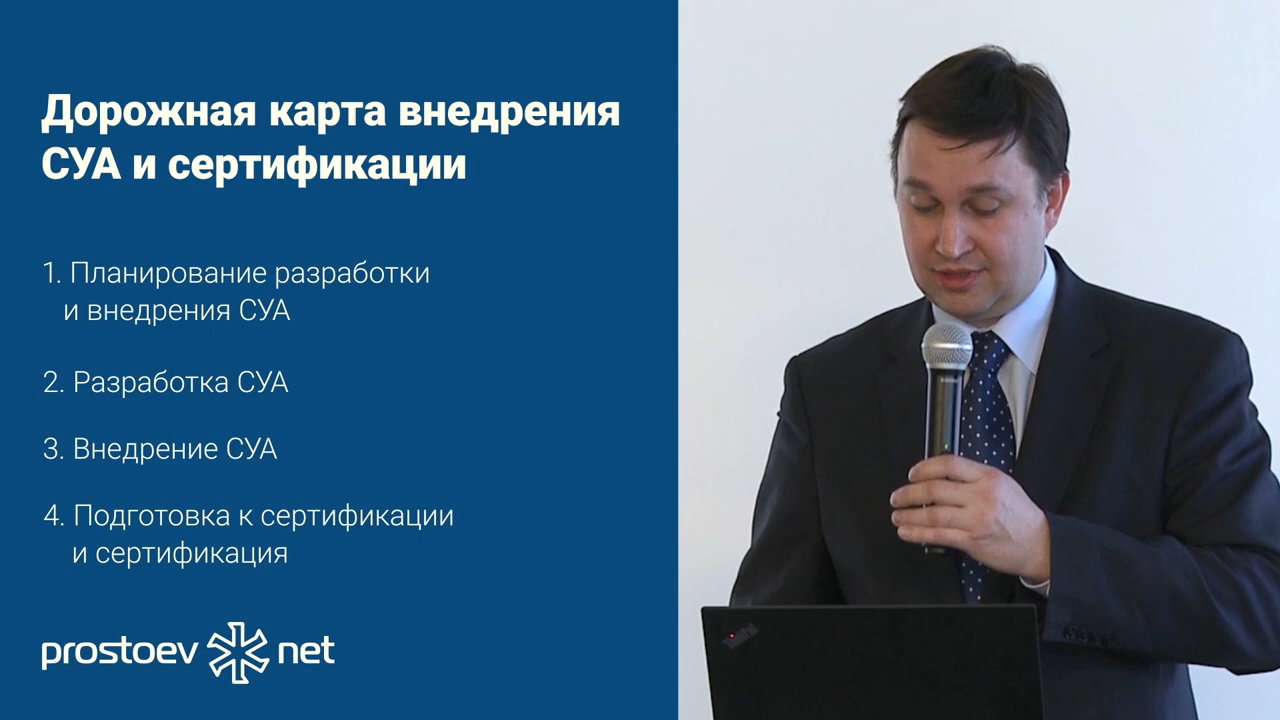 Дорожная карта внедрения
СУА и сертификации
1. Планирование разработки
и внедрения СУА
2. Разработка СУА
3. Внедрение СУА
4. Подготовка к сертификации
и сертификация
prostoev net
ThinkPad